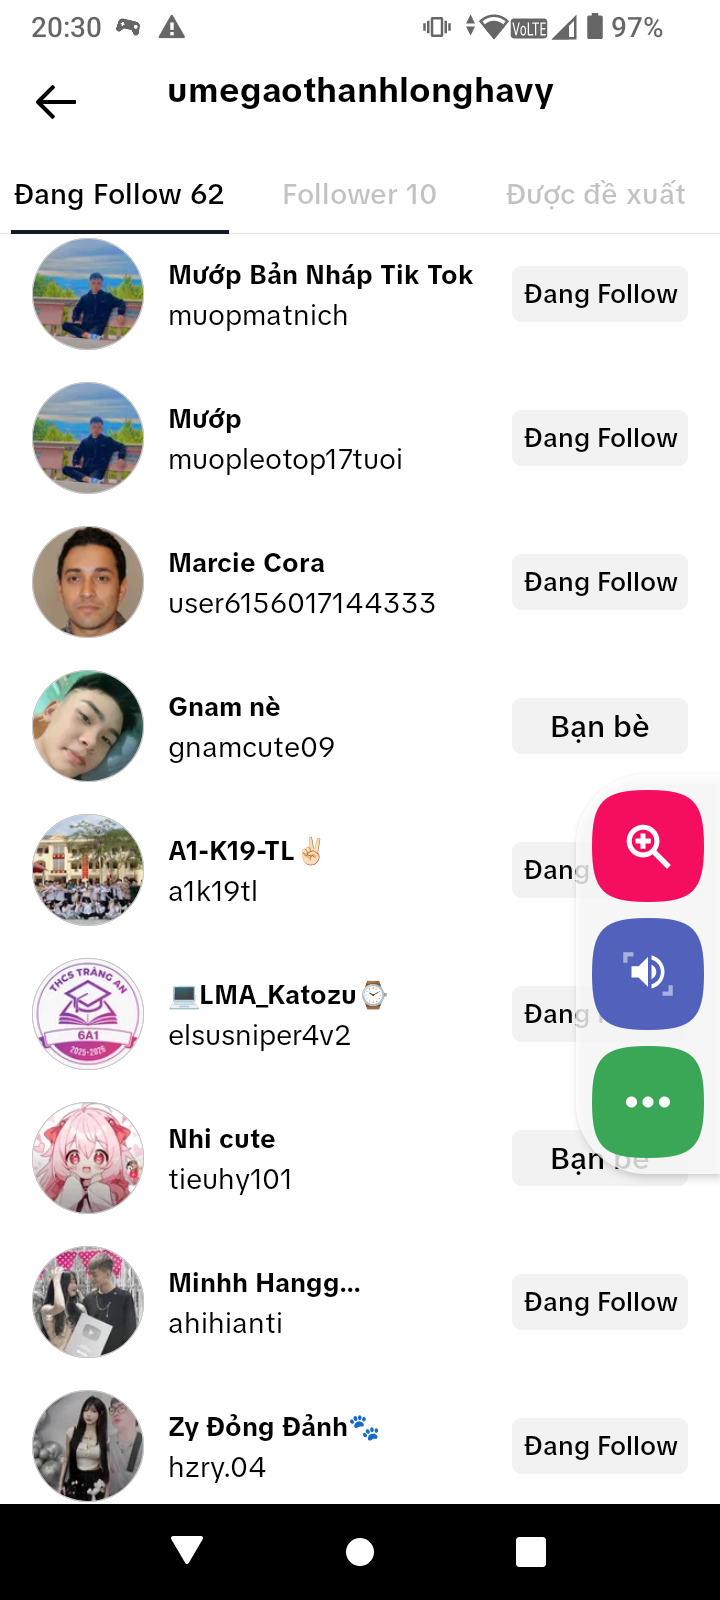 20:30 VoLTE 97%
umegaothanhlonghavy
Đang Follow 62 Follower 10 Được đề xuất
Mướp Bản Nháp Tik Tok
muopmatnich
Đang Follow
Mướp
muopleotop17tuoi
Đang Follow
Marcie Cora
user6156017144333
Đang Follow
Gnam nè
gnamcute09
Bạn bè
A1-K19-TL✌🏻
a1k19tl
Đang
THCS TRÀNG AN
6A1
2025-2026
💻LMA_Katozu⌚
elsusniper4v2
Đang
Nhi cute
tieuhy101
Bạn bè
Minhh Hangg...
ahihianti
Đang Follow
Zy Đỏng Đảnh🐾
hzry.04
Đang Follow